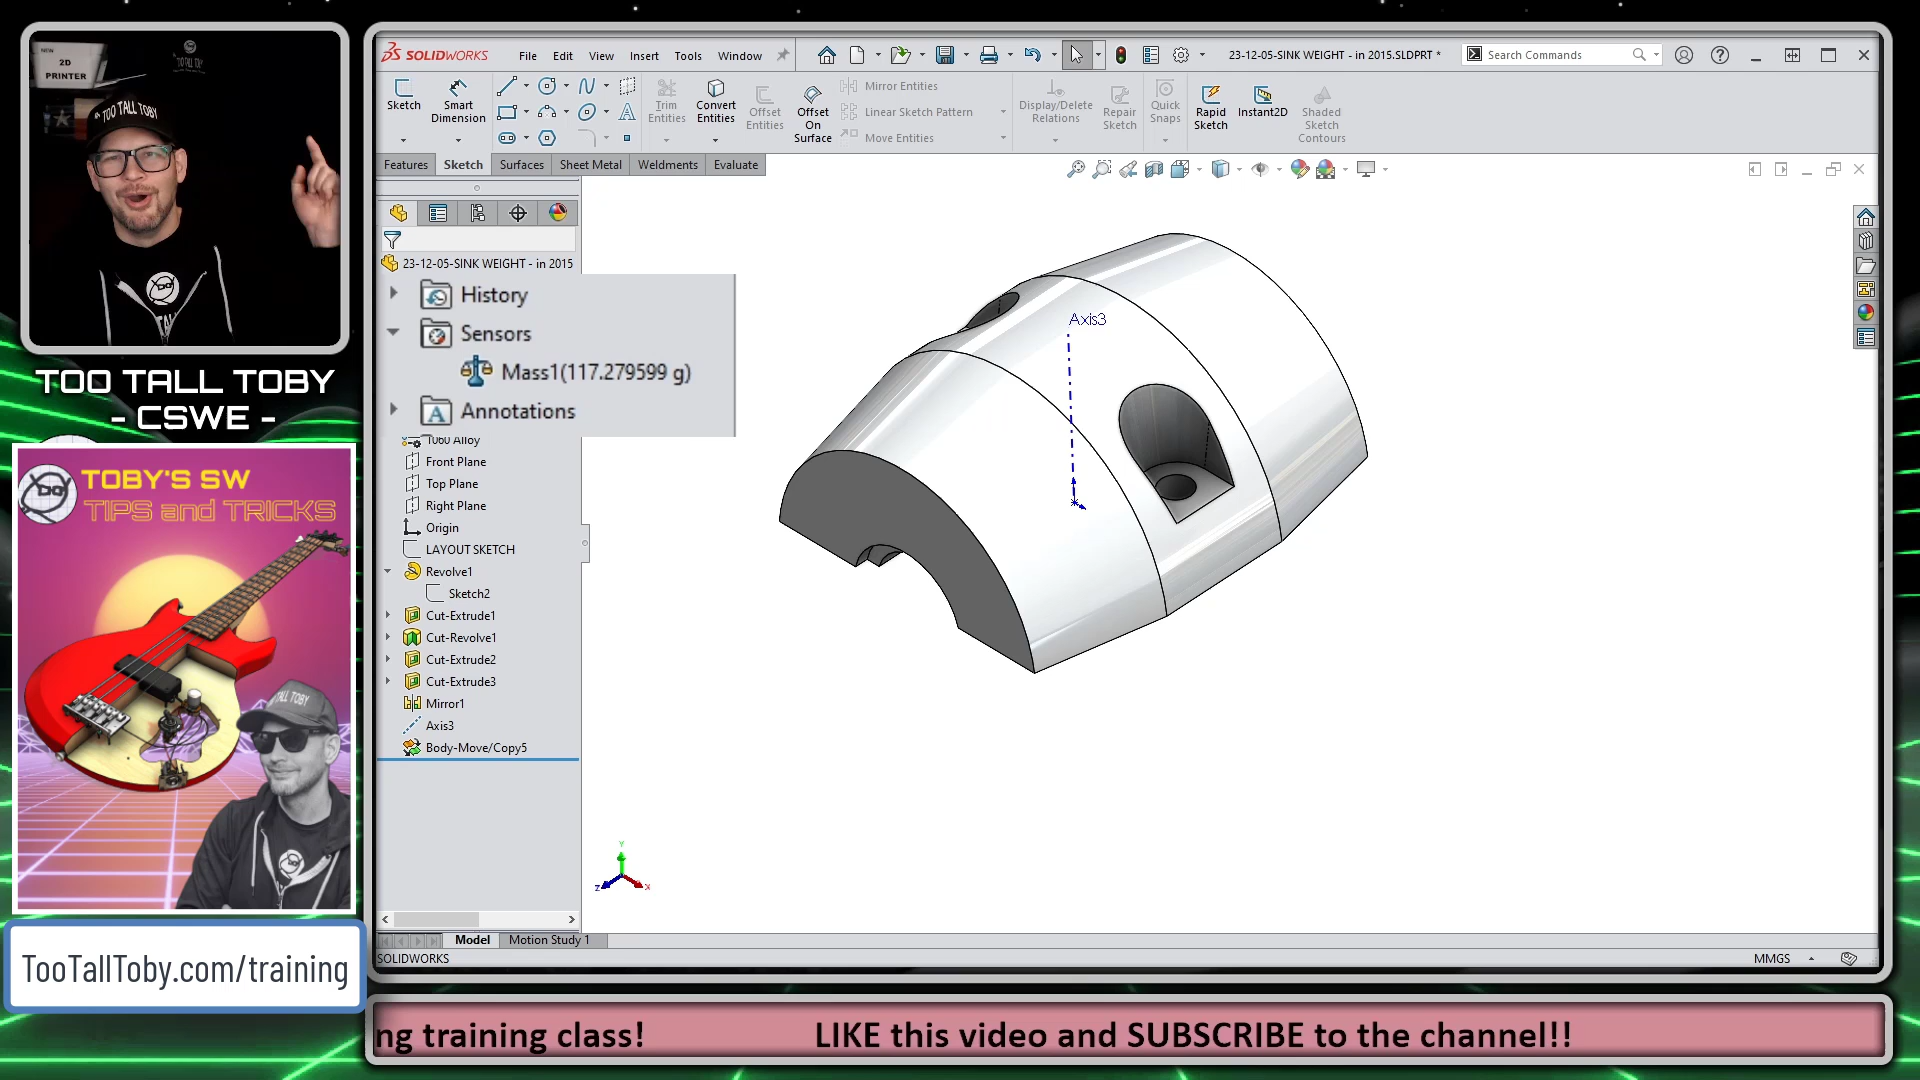 NEW
2D
PRINTER
TOO TALL TOBY
TOO TALL TOBY
- CSWE -
TOBY'S SW
TIPS and TRICKS
TALL TOBY
TooTallToby.com/training
SOLIDWORKS
File Edit View Insert Tools Window
23-12-05-SINK WEIGHT - in 2015.SLDPRT *
Search Commands
Sketch
Smart Dimension
Trim Entities
Convert Entities
Offset Entities
Offset On Surface
Mirror Entities
Linear Sketch Pattern
Move Entities
Display/Delete Relations
Repair Sketch
Quick Snaps
Rapid Sketch
Instant2D
Shaded Sketch Contours
Features Sketch Surfaces Sheet Metal Weldments Evaluate
23-12-05-SINK WEIGHT - in 2015
History
Sensors
Mass1(117.279599 g)
Annotations
1060 Alloy
Front Plane
Top Plane
Right Plane
Origin
LAYOUT SKETCH
Revolve1
Sketch2
Cut-Extrude1
Cut-Revolve1
Cut-Extrude2
Cut-Extrude3
Mirror1
Axis3
Body-Move/Copy5
Axis3
Y
Z
X
Model Motion Study 1
SOLIDWORKS
MMGS
ng training class! LIKE this video and SUBSCRIBE to the channel!!